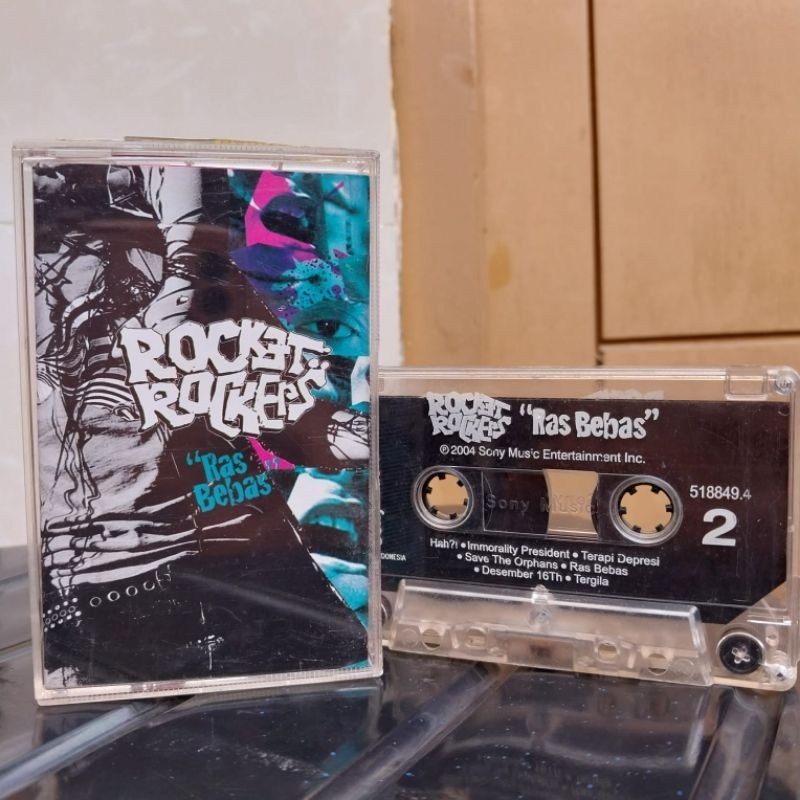 ROCKET
ROCKERS
"Ras
Bebas"
ROCKET
ROCKERS
"Ras Bebas"
℗ 2004 Sony Music Entertainment Inc.
518849.4
2
Sony Music
Hah?! • Immorality President • Terapi Depresi
• Save The Orphans • Ras Bebas
• Desember 16Th • Tergila